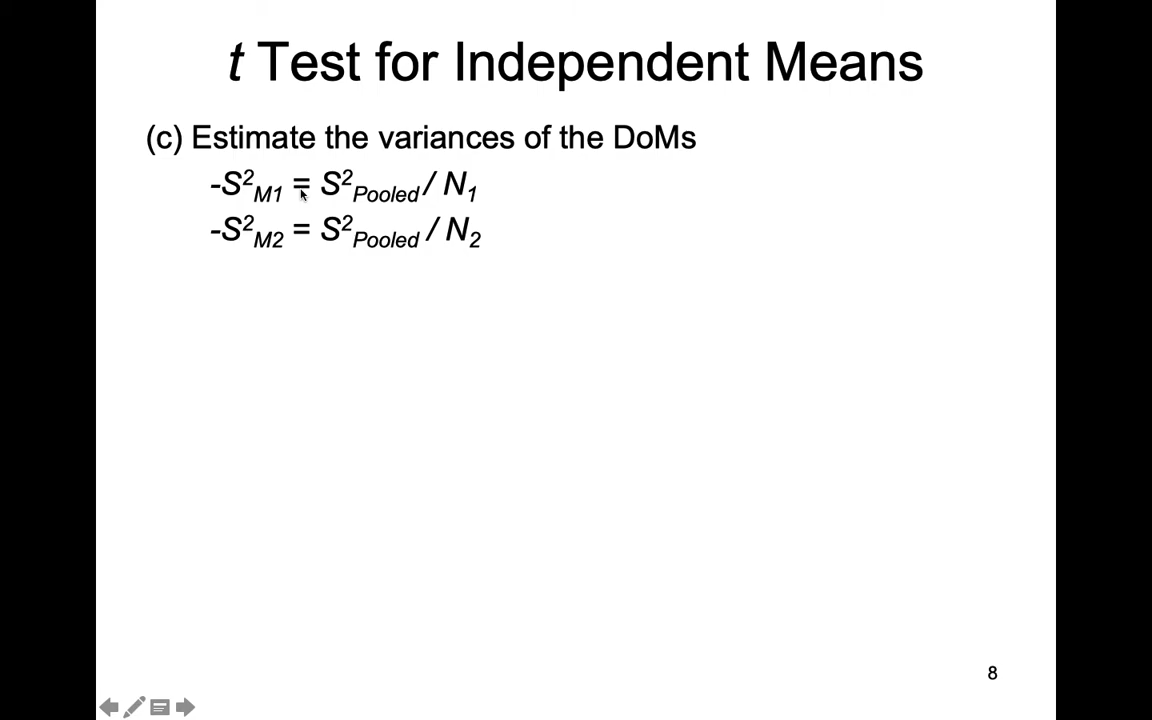 t Test for Independent Means
(c) Estimate the variances of the DoMs
-S²M1 = S²Pooled / N1
-S²M2 = S²Pooled / N2
8